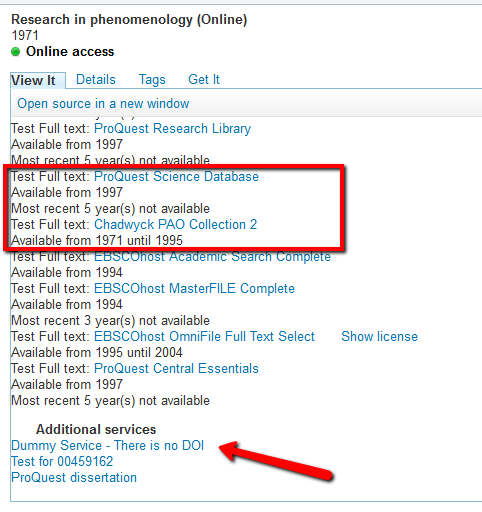 Research in phenomenology (Online)
1971
Online access
View It Details Tags Get It
Open source in a new window
Test Full text: ProQuest Research Library
Available from 1997
Most recent 5 year(s) not available
Test Full text: ProQuest Science Database
Available from 1997
Most recent 5 year(s) not available
Test Full text: Chadwyck PAO Collection 2
Available from 1971 until 1995
Test Full text: EBSCOhost Academic Search Complete
Available from 1994
Test Full text: EBSCOhost MasterFILE Complete
Available from 1994
Most recent 3 year(s) not available
Test Full text: EBSCOhost OmniFile Full Text Select Show license
Available from 1995 until 2004
Test Full text: ProQuest Central Essentials
Available from 1997
Most recent 5 year(s) not available
Additional services
Dummy Service - There is no DOI
Test for 00459162
ProQuest dissertation